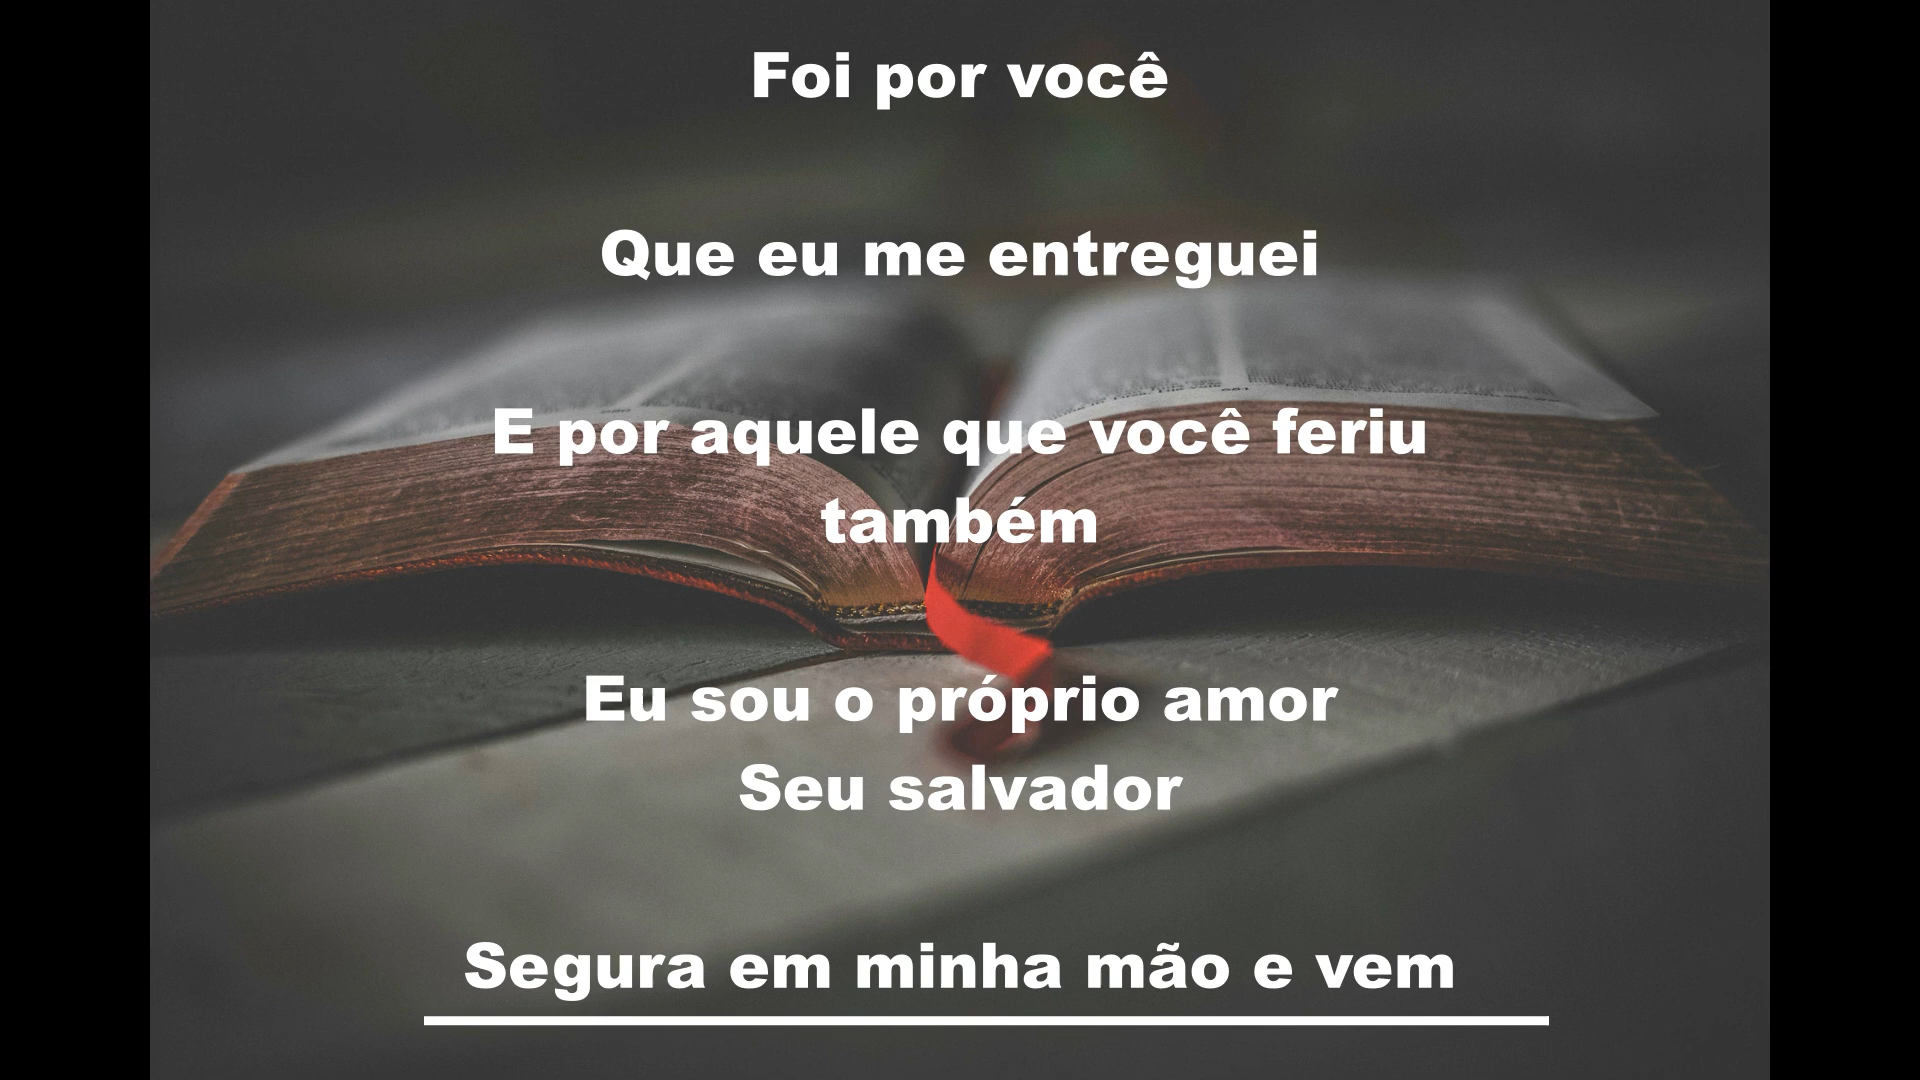 Foi por você
Que eu me entreguei
E por aquele que você feriu
também
Eu sou o próprio amor
Seu salvador
Segura em minha mão e vem